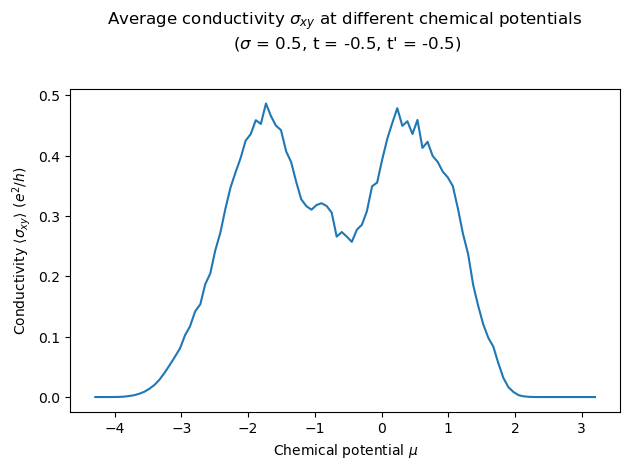 Average conductivity σxy at different chemical potentials
(σ = 0.5, t = -0.5, t' = -0.5)
Conductivity ⟨σxy⟩ (e²/h)
0.5
0.4
0.3
0.2
0.1
0.0
−4 −3 −2 −1 0 1 2 3
Chemical potential μ